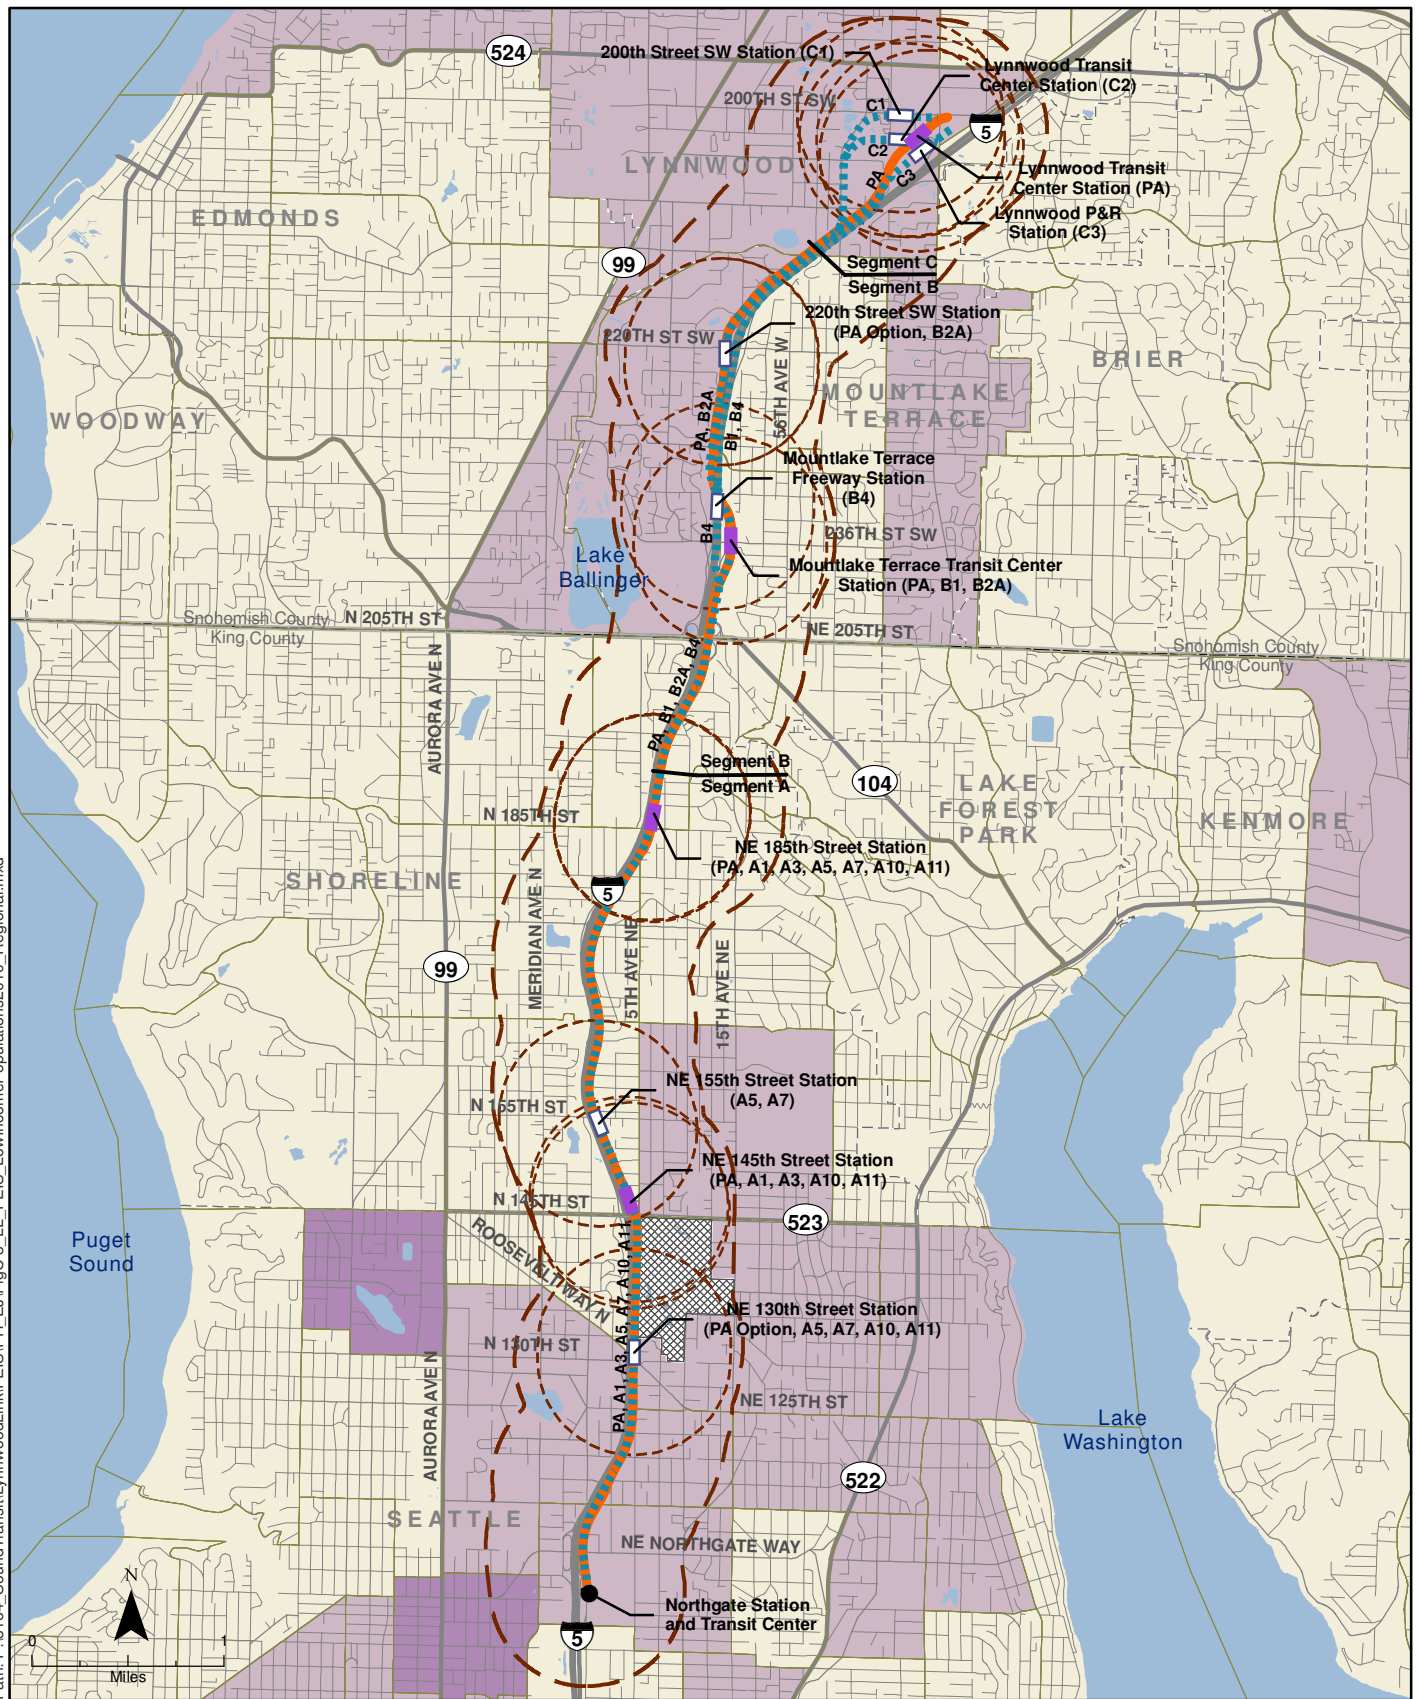 524
200th Street SW Station (C1)
Lynnwood Transit
Center Station (C2)
200TH ST SW
C1
5
C2
LYNNWOOD
PA
C3
Lynnwood Transit
Center Station (PA)
EDMONDS
Lynnwood P&R
Station (C3)
99
Segment C
Segment B
220th Street SW Station
(PA Option, B2A)
220TH ST SW
56TH AVE W
BRIER
MOUNTLAKE
TERRACE
WOODWAY
PA, B2A
B1, B4
Mountlake Terrace
Freeway Station
(B4)
B4
236TH ST SW
Lake
Ballinger
Mountlake Terrace Transit Center
Station (PA, B1, B2A)
Snohomish County
King County
N 205TH ST
NE 205TH ST
Snohomish County
King County
AURORA AVE N
PA, B1, B2A, B4
Segment B
Segment A
104
LAKE
FOREST
PARK
N 185TH ST
KENMORE
NE 185th Street Station
(PA, A1, A3, A5, A7, A10, A11)
SHORELINE
5
MERIDIAN AVE N
5TH AVE NE
15TH AVE NE
99
NE 155th Street Station
(A5, A7)
N 155TH ST
NE 145th Street Station
(PA, A1, A3, A10, A11)
N 145TH ST
523
ROOSEVELT WAY N
Puget
Sound
PA, A1, A3, A5, A7, A10, A11
NE 130th Street Station
(PA Option, A5, A7, A10, A11)
N 130TH ST
AURORA AVE N
NE 125TH ST
Lake
Washington
522
SEATTLE
NE NORTHGATE WAY
N
Northgate Station
and Transit Center
5
0 1
Miles